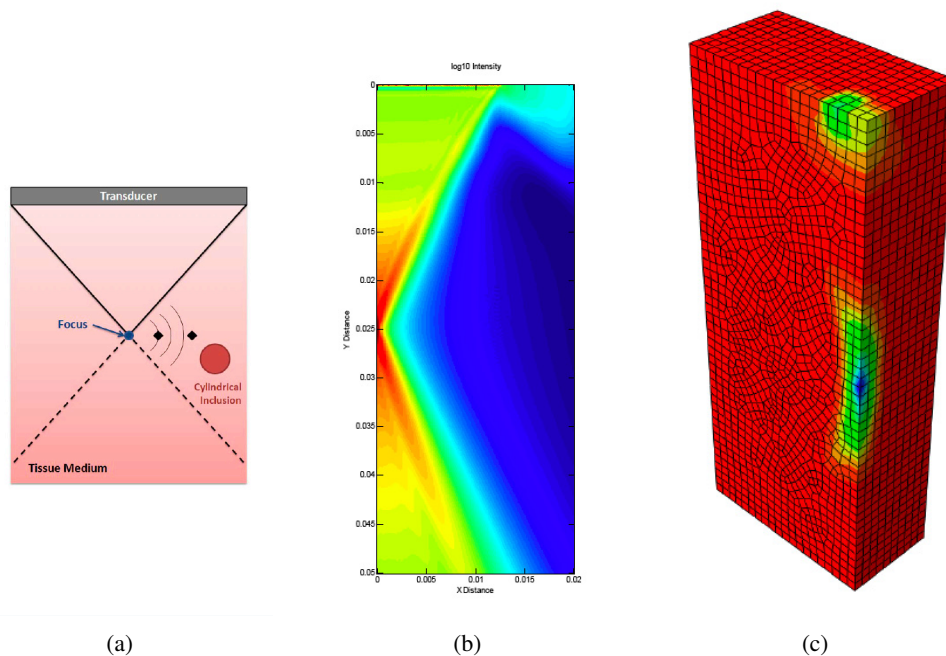 Transducer
Focus
Cylindrical
Inclusion
Tissue Medium
(a)
log10 Intensity
0
0.005
0.01
0.015
0.02
0.025
0.03
0.035
0.04
0.045
0.05
Y Distance
0
0.005
0.01
0.015
0.02
X Distance
(b)
(c)